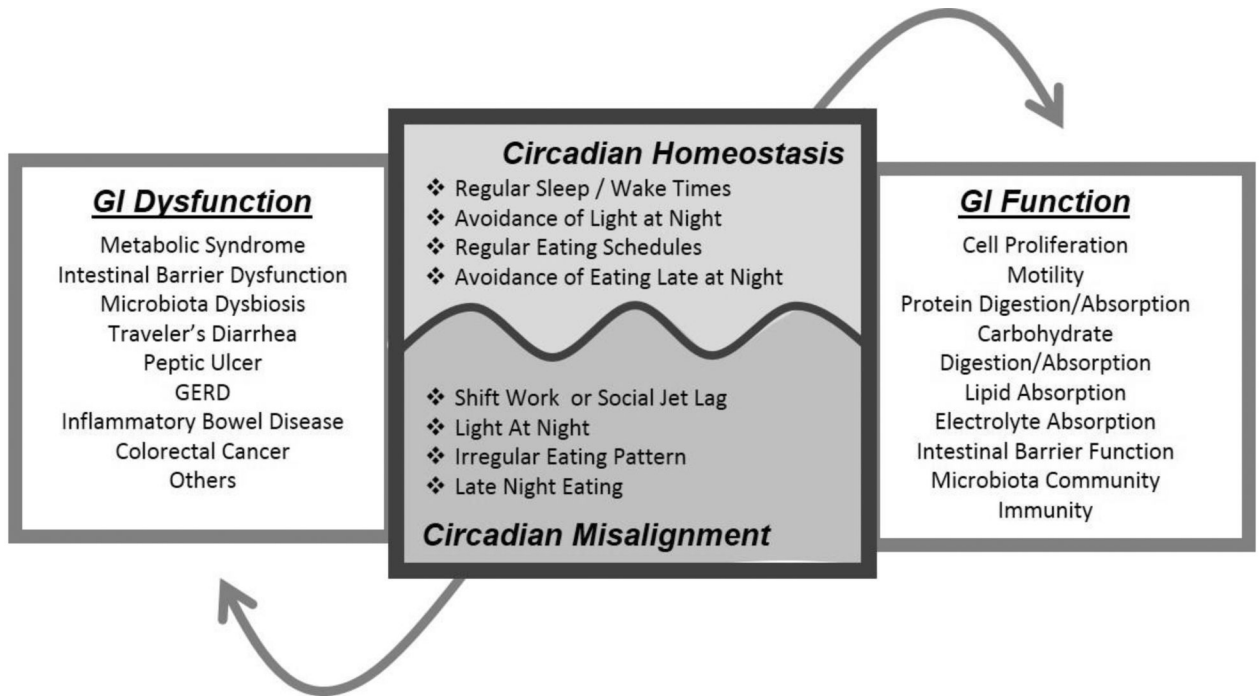 GI Dysfunction
Metabolic Syndrome
Intestinal Barrier Dysfunction
Microbiota Dysbiosis
Traveler's Diarrhea
Peptic Ulcer
GERD
Inflammatory Bowel Disease
Colorectal Cancer
Others
Circadian Homeostasis
❖ Regular Sleep / Wake Times
❖ Avoidance of Light at Night
❖ Regular Eating Schedules
❖ Avoidance of Eating Late at Night
❖ Shift Work or Social Jet Lag
❖ Light At Night
❖ Irregular Eating Pattern
❖ Late Night Eating
Circadian Misalignment
GI Function
Cell Proliferation
Motility
Protein Digestion/Absorption
Carbohydrate
Digestion/Absorption
Lipid Absorption
Electrolyte Absorption
Intestinal Barrier Function
Microbiota Community
Immunity